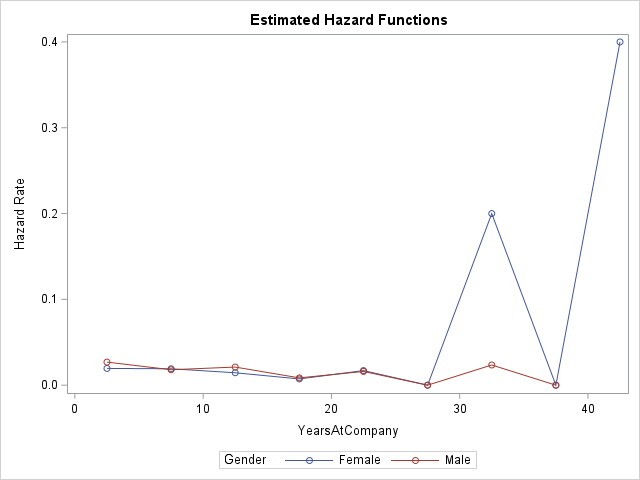 Estimated Hazard Functions
0.4
0.3
0.2
0.1
0.0
Hazard Rate
0 10 20 30 40
YearsAtCompany
Gender Female Male